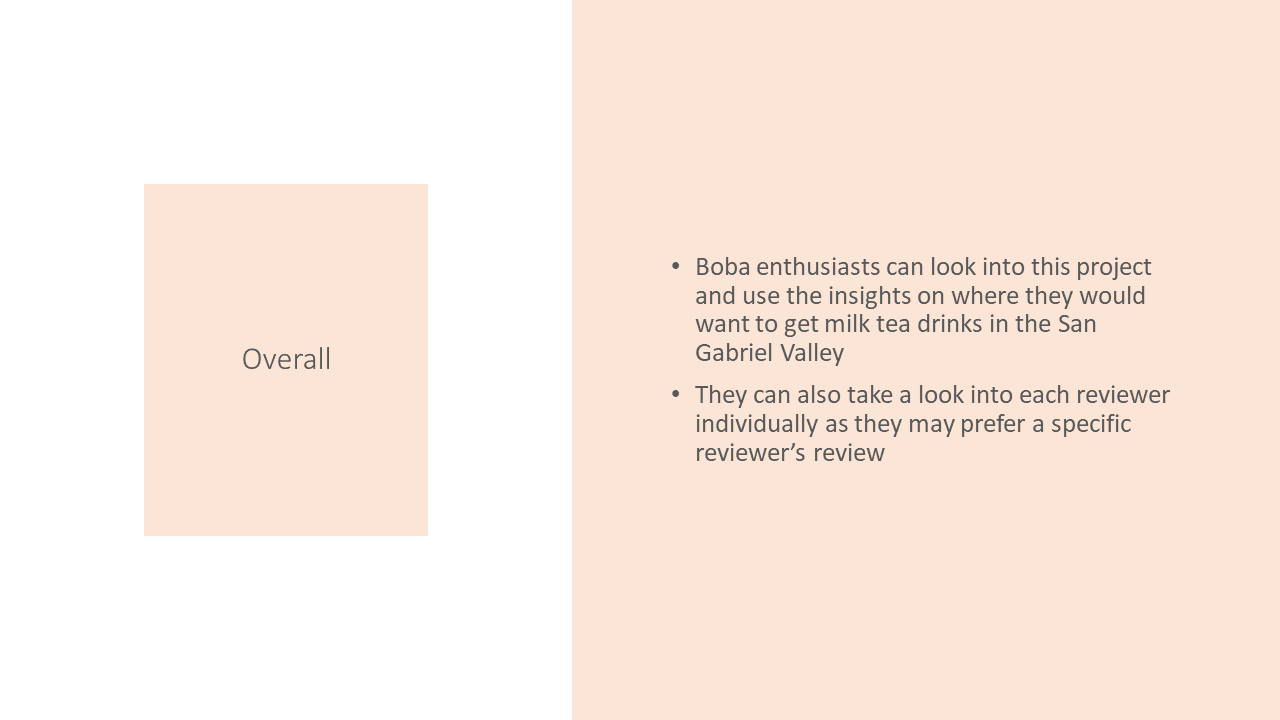 Overall
• Boba enthusiasts can look into this project
and use the insights on where they would
want to get milk tea drinks in the San
Gabriel Valley
• They can also take a look into each reviewer
individually as they may prefer a specific
reviewer’s review